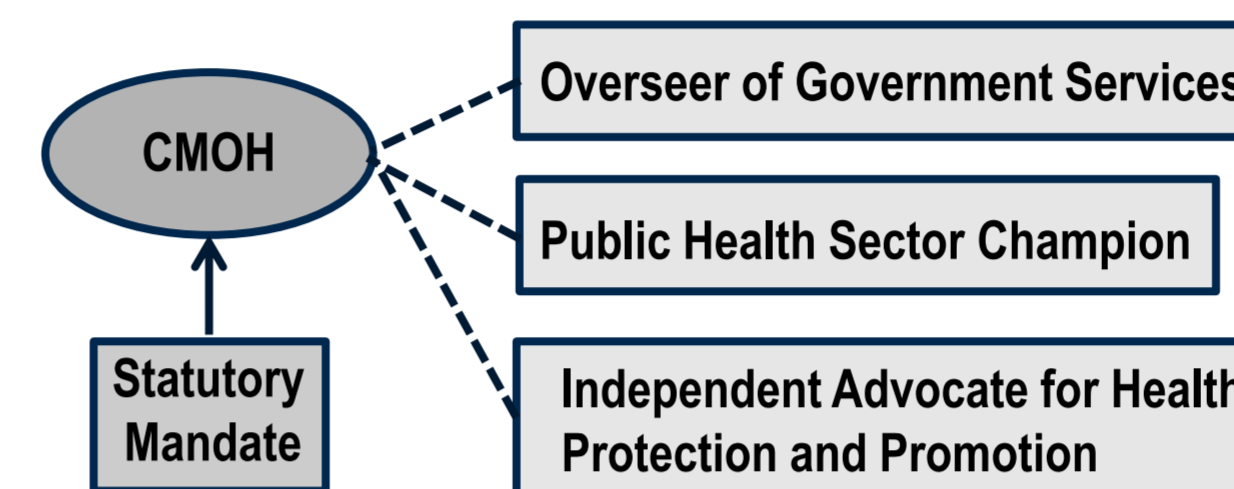 Overseer of Government Services
CMOH
Public Health Sector Champion
Statutory
Mandate
Independent Advocate for Health
Protection and Promotion